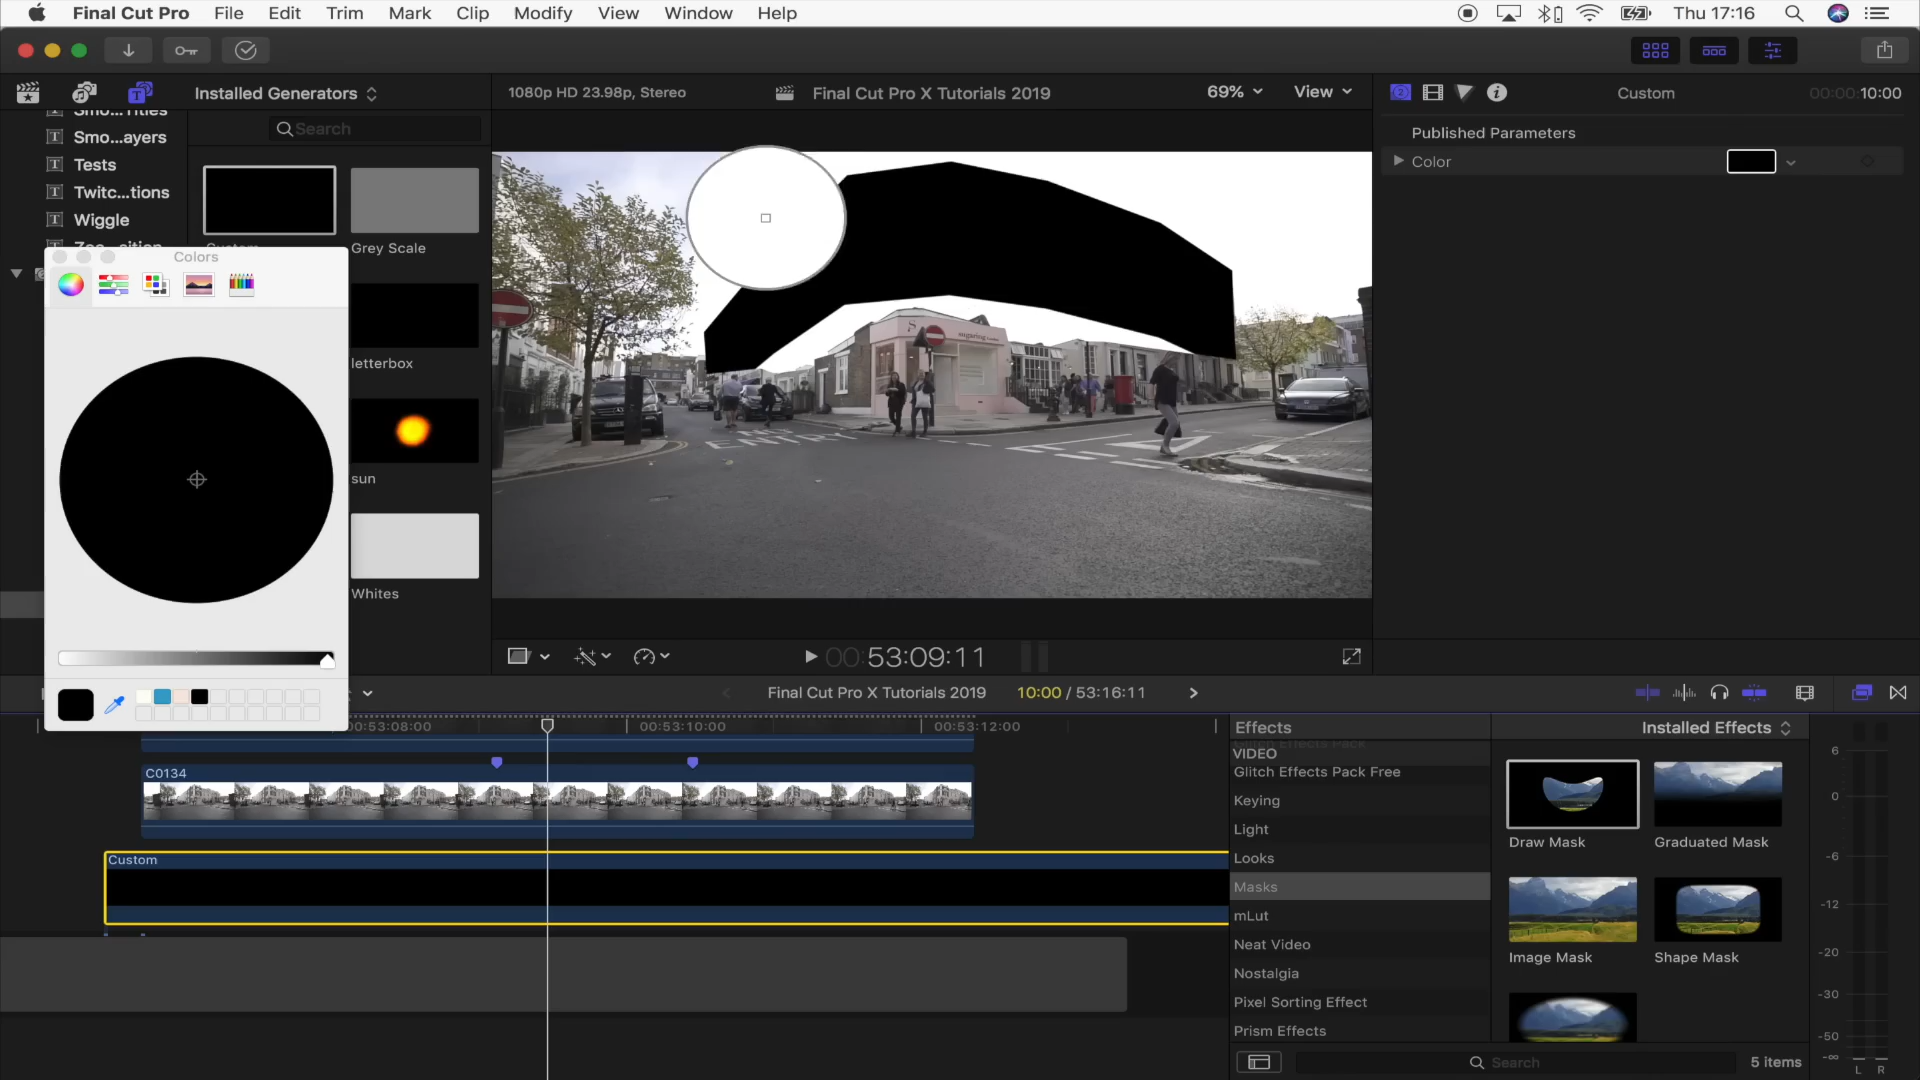 Final Cut Pro File Edit Trim Mark Clip Modify View Window Help Thu 17:16
Installed Generators
1080p HD 23.98p, Stereo
Final Cut Pro X Tutorials 2019
69%
View
Custom
00:00:10:00
Smo...ayers
Tests
Twitc...tions
Wiggle
Search
Custom
Grey Scale
letterbox
sun
Whites
Colors
Published Parameters
Color
sugaring
NO
ENTRY
00:53:09:11
Final Cut Pro X Tutorials 2019
10:00 / 53:16:11
00:53:08:00
00:53:10:00
00:53:12:00
C0134
Custom
Effects
Installed Effects
VIDEO
Glitch Effects Pack Free
Keying
Light
Looks
Masks
mLut
Neat Video
Nostalgia
Pixel Sorting Effect
Prism Effects
Draw Mask
Graduated Mask
Image Mask
Shape Mask
Search
5 items
6
0
-6
-12
-20
-30
-50
-∞
L R